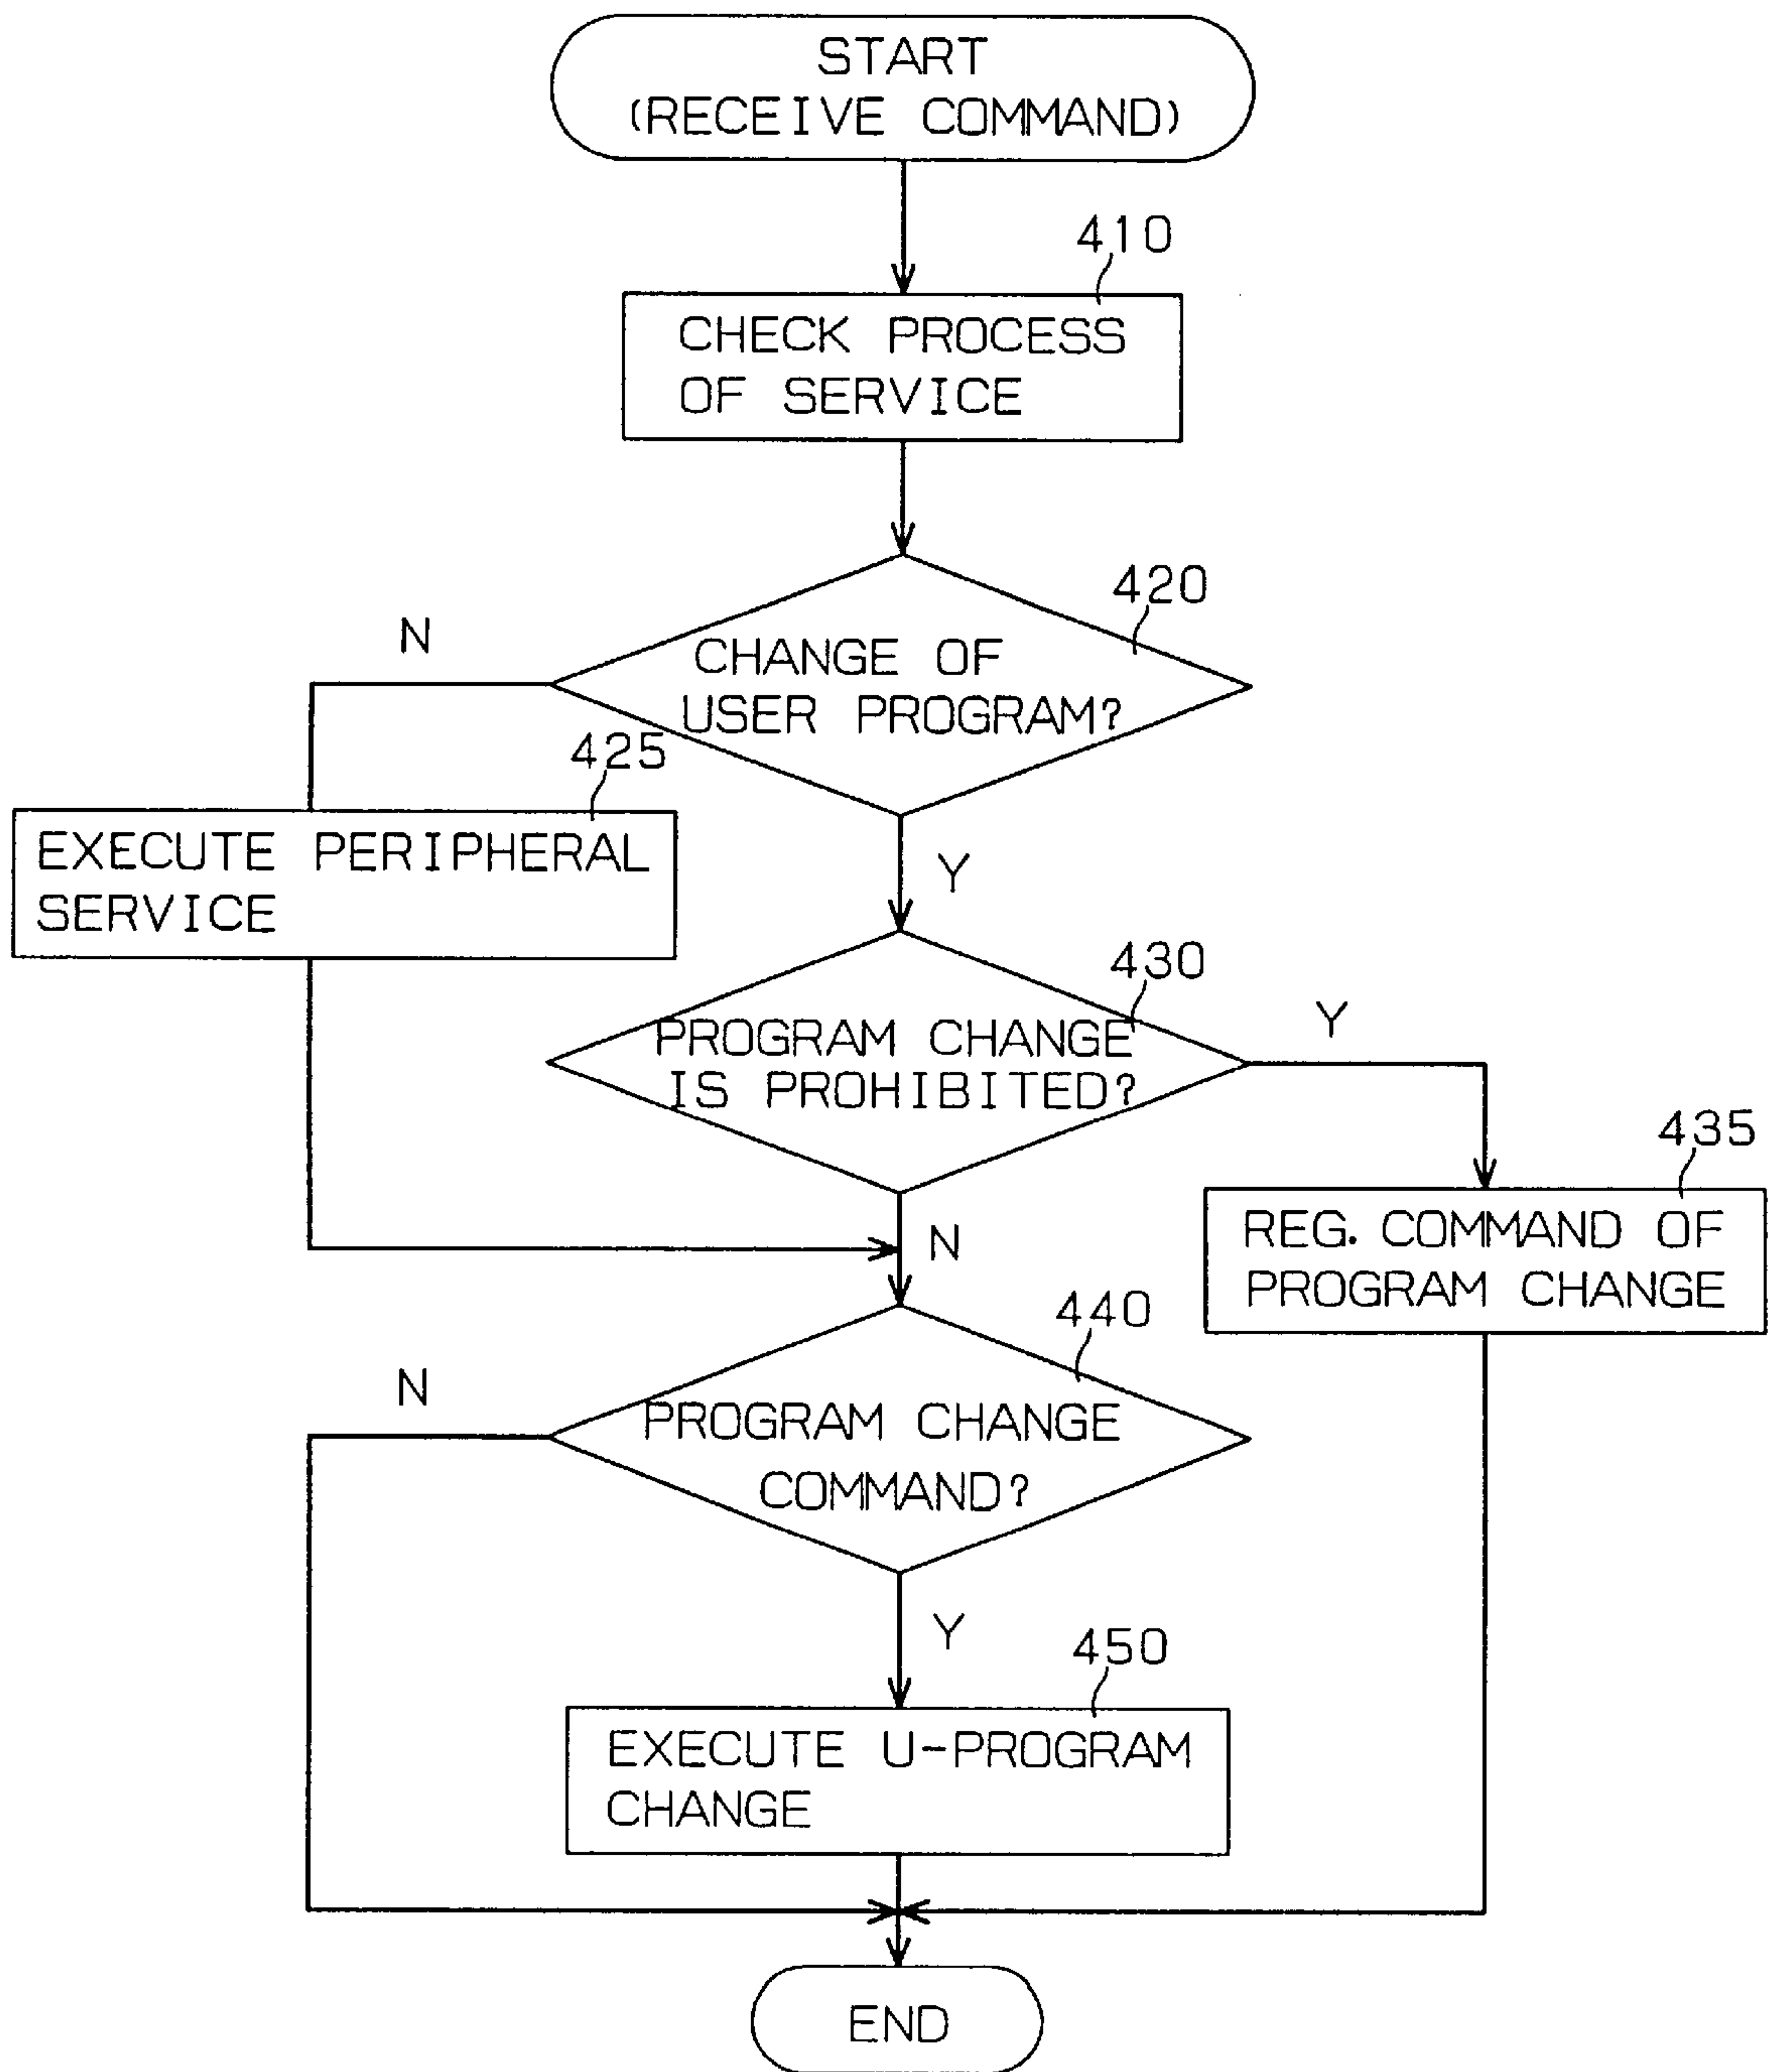 START
(RECEIVE COMMAND)
410
CHECK PROCESS
OF SERVICE
420
N
CHANGE OF
USER PROGRAM?
425
EXECUTE PERIPHERAL
SERVICE
Y
430
Y
PROGRAM CHANGE
IS PROHIBITED?
435
REG. COMMAND OF
PROGRAM CHANGE
N
440
N
PROGRAM CHANGE
COMMAND?
Y
450
EXECUTE U-PROGRAM
CHANGE
END